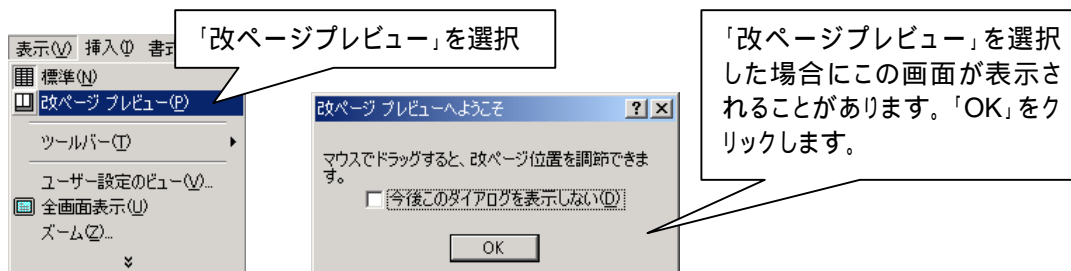 「改ページプレビュー」を選択
表示(V) 挿入(I) 書式
標準(N)
改ページ プレビュー(P)
ツールバー(T)
ユーザー設定のビュー(V)...
全画面表示(U)
ズーム(Z)...
改ページ プレビューへようこそ
マウスでドラッグすると、改ページ位置を調節できま
す。
今後このダイアログを表示しない(D)
OK
「改ページプレビュー」を選択
した場合にこの画面が表示さ
れることがあります。「OK」をク
リックします。